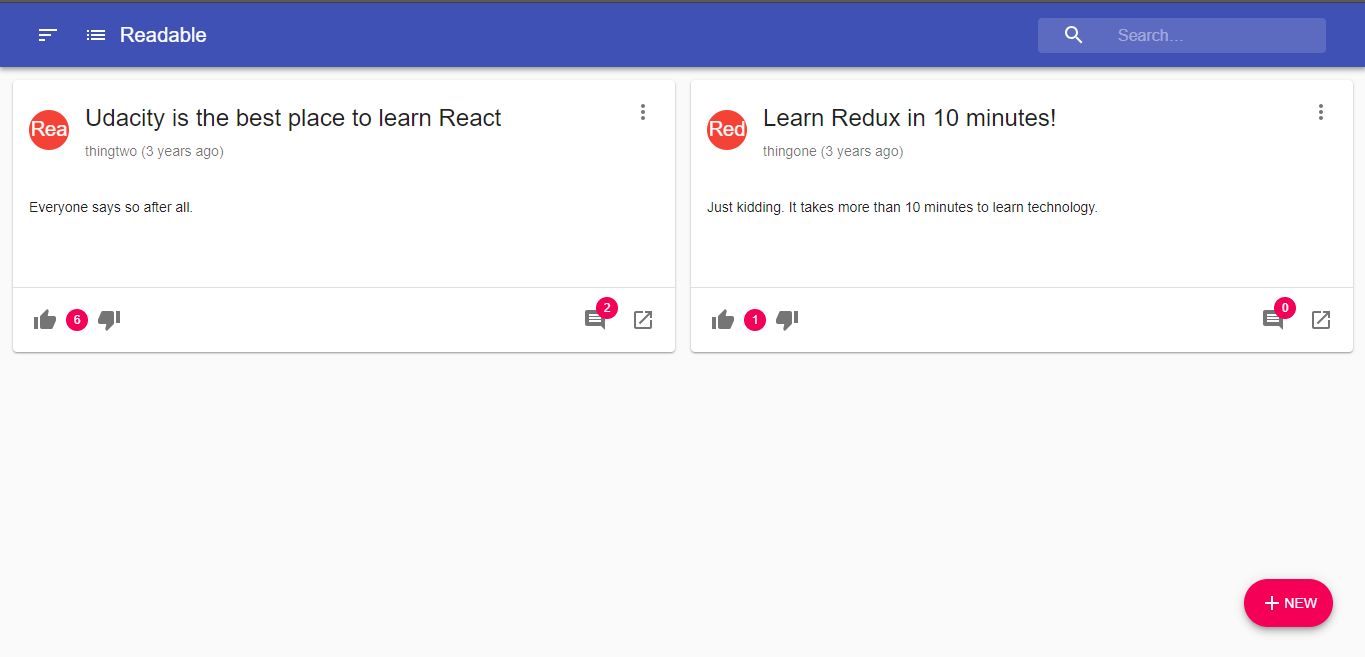 Readable
Search...
Rea
Udacity is the best place to learn React
thingtwo (3 years ago)
Everyone says so after all.
6
2
Red
Learn Redux in 10 minutes!
thingone (3 years ago)
Just kidding. It takes more than 10 minutes to learn technology.
1
0
NEW